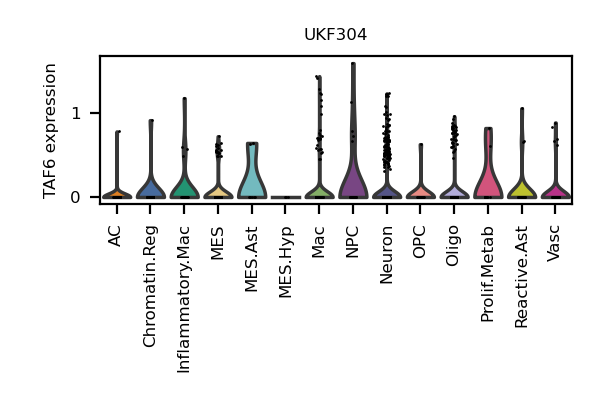 UKF304
TAF6 expression
1
0
AC
Chromatin.Reg
Inflammatory.Mac
MES
MES.Ast
MES.Hyp
Mac
NPC
Neuron
OPC
Oligo
Prolif.Metab
Reactive.Ast
Vasc